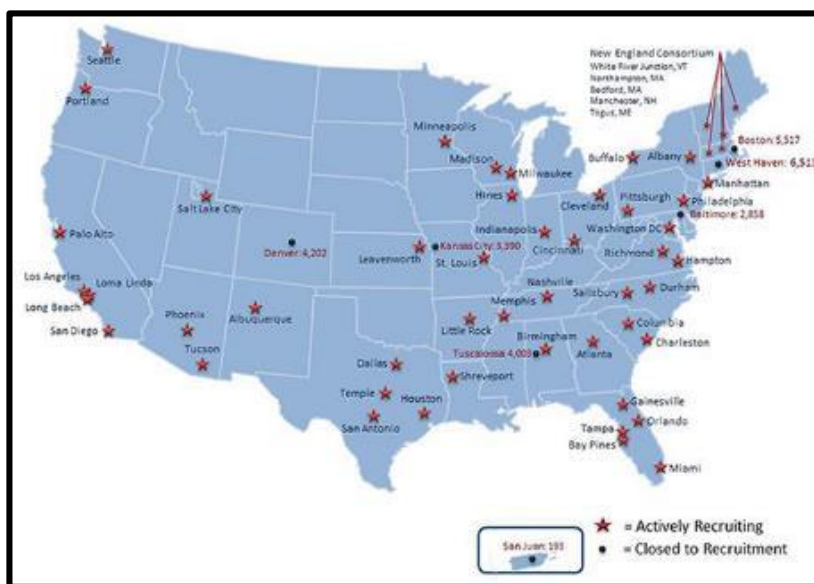 Seattle
Portland
New England Consortium
White River Junction, VT
Northampton, MA
Bedford, MA
Manchester, NH
Togus, ME
Minneapolis
Madison
Milwaukee
Hines
Buffalo
Albany
Boston: 5,517
West Haven: 6,511
Manhattan
Cleveland
Pittsburgh
Philadelphia
Baltimore: 2,858
Salt Lake City
Palo Alto
Denver: 4,202
Leavenworth
Kansas City: 3,390
St. Louis
Indianapolis
Cincinnati
Washington DC
Richmond
Hampton
Los Angeles
Loma Linda
Long Beach
San Diego
Phoenix
Tucson
Albuquerque
Nashville
Memphis
Little Rock
Salisbury
Durham
Birmingham
Tuscaloosa 4,003
Atlanta
Columbia
Charleston
Dallas
Temple
Houston
San Antonio
Shreveport
Gainesville
Orlando
Tampa
Bay Pines
Miami
= Actively Recruiting
= Closed to Recruitment
San Juan: 193